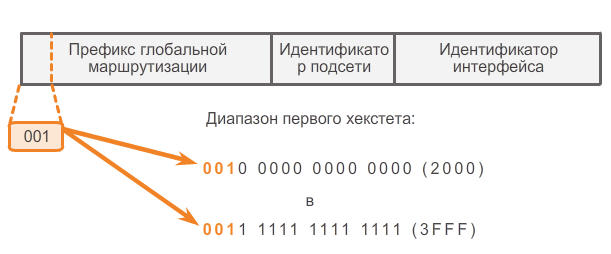 Префикс глобальной
маршрутизации
Идентификато
р подсети
Идентификатор
интерфейса
001
Диапазон первого хекстета:
0010 0000 0000 0000 (2000)
в
0011 1111 1111 1111 (3FFF)